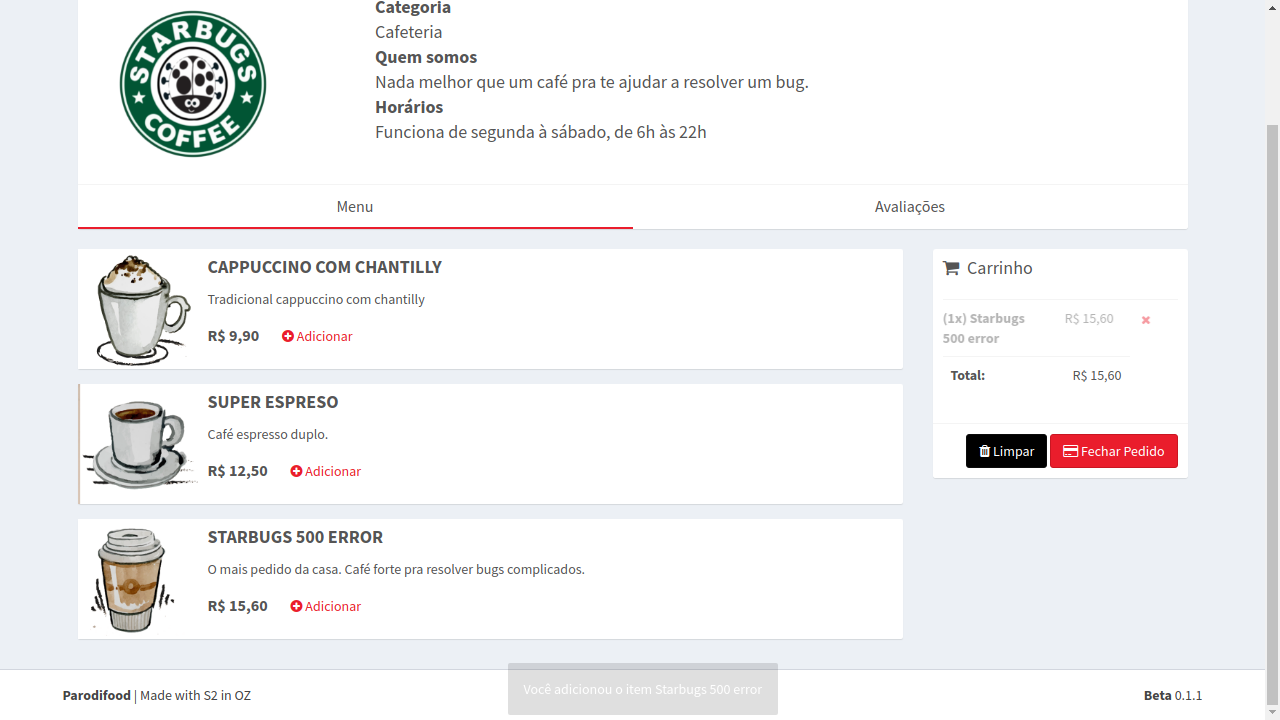 STARBUGS
COFFEE
Categoria
Cafeteria
Quem somos
Nada melhor que um café pra te ajudar a resolver um bug.
Horários
Funciona de segunda à sábado, de 6h às 22h
Menu
Avaliações
CAPPUCCINO COM CHANTILLY
Tradicional cappuccino com chantilly
R$ 9,90 Adicionar
SUPER ESPRESO
Café espresso duplo.
R$ 12,50 Adicionar
STARBUGS 500 ERROR
O mais pedido da casa. Café forte pra resolver bugs complicados.
R$ 15,60 Adicionar
Carrinho
(1x) Starbugs R$ 15,60
500 error
Total: R$ 15,60
Limpar Fechar Pedido
Você adicionou o item Starbugs 500 error
Parodifood | Made with S2 in OZ
Beta 0.1.1